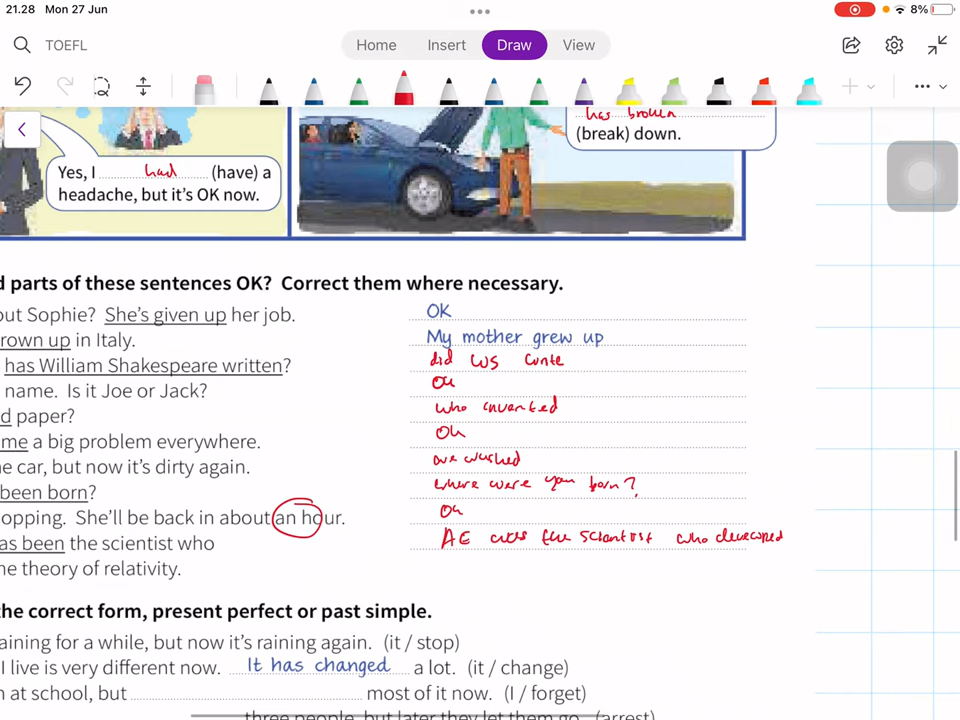 21.28 Mon 27 Jun
8%
TOEFL
Home Insert Draw View
has broken
(break) down.
Yes, I had (have) a
headache, but it's OK now.
d parts of these sentences OK? Correct them where necessary.
out Sophie? She's given up her job. OK
rown up in Italy. My mother grew up
has William Shakespeare written? did WS write
name. Is it Joe or Jack? OK
d paper? who invented
me a big problem everywhere. OK
e car, but now it's dirty again. we washed
been born? where were you born?
opping. She'll be back in about an hour. OK
as been the scientist who AE was the scientist who developed
he theory of relativity.
the correct form, present perfect or past simple.
aining for a while, but now it's raining again. (it / stop)
I live is very different now. It has changed a lot. (it / change)
n at school, but most of it now. (I / forget)
three people, but later they let them go. (arrest)